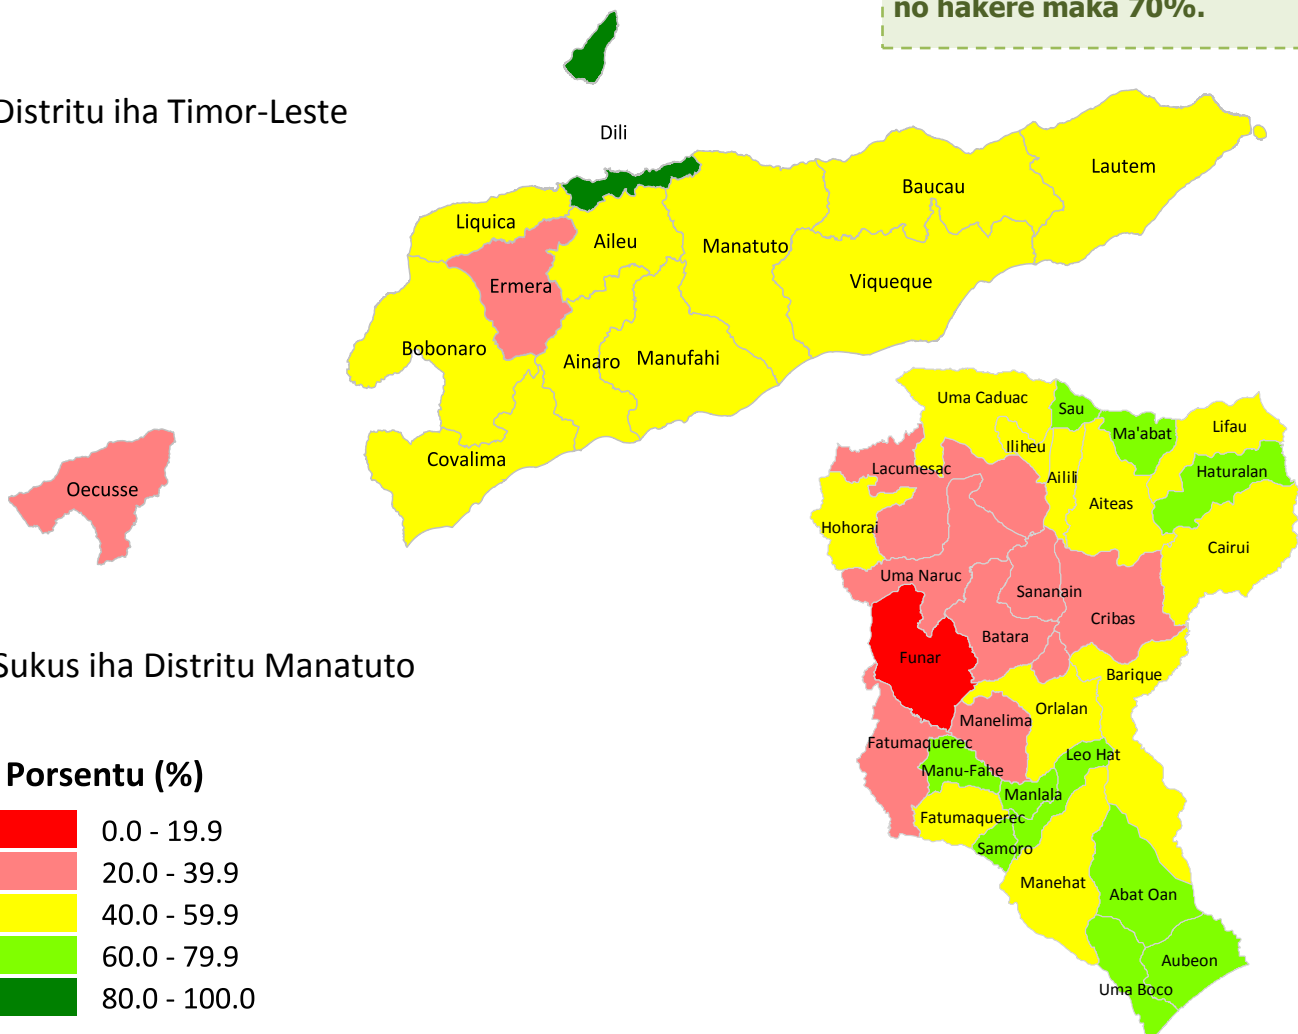 no hakere maka 70%.
Distritu iha Timor-Leste
Dili
Lautem
Baucau
Liquica
Aileu
Manatuto
Ermera
Viqueque
Bobonaro
Ainaro
Manufahi
Covalima
Oecusse
Uma Caduac
Sau
Ma'abat
Lifau
Iliheu
Lacumesac
Ailili
Haturalan
Aiteas
Hohorai
Cairui
Uma Naruc
Sananain
Cribas
Batara
Funar
Barique
Orlalan
Manelima
Fatumaquerec
Leo Hat
Manu-Fahe
Manlala
Fatumaquerec
Samoro
Manehat
Abat Oan
Aubeon
Uma Boco
Sukus iha Distritu Manatuto
Porsentu (%)
0.0 - 19.9
20.0 - 39.9
40.0 - 59.9
60.0 - 79.9
80.0 - 100.0